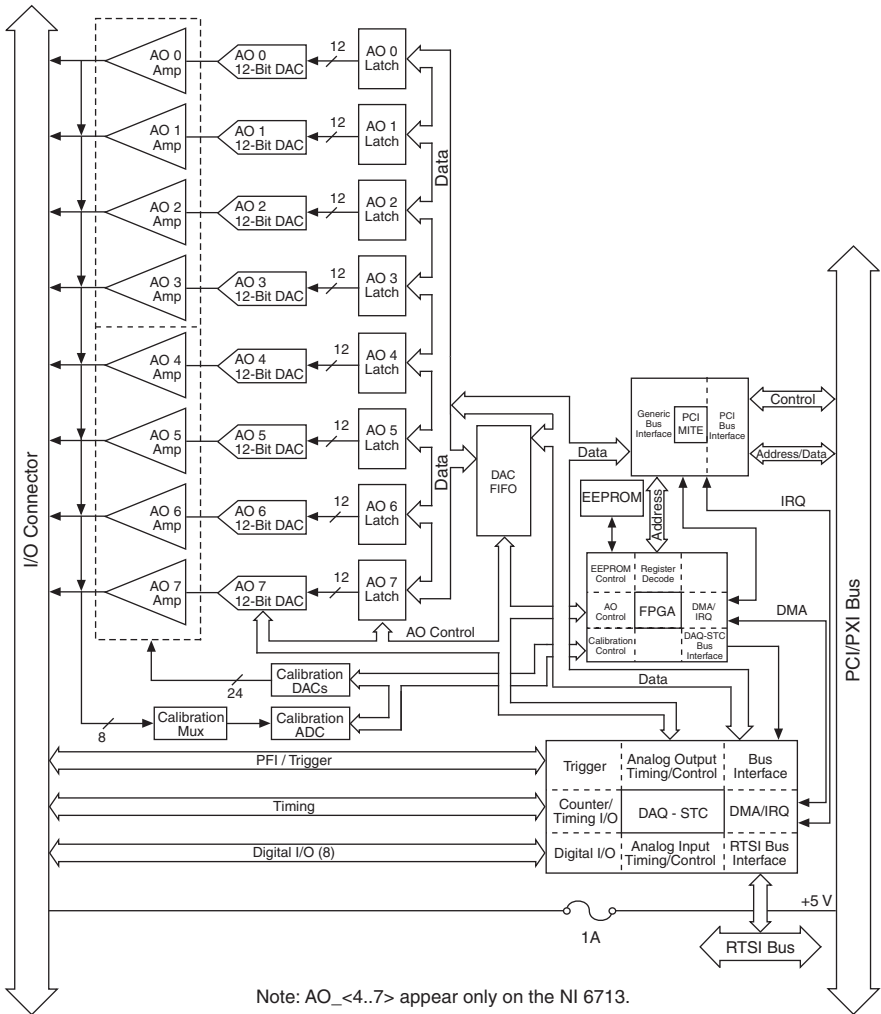 AO 0
Amp
AO 0
12-Bit DAC
12
AO 0
Latch
AO 1
Amp
AO 1
12-Bit DAC
12
AO 1
Latch
Data
AO 2
Amp
AO 2
12-Bit DAC
12
AO 2
Latch
AO 3
Amp
AO 3
12-Bit DAC
12
AO 3
Latch
AO 4
Amp
AO 4
12-Bit DAC
12
AO 4
Latch
AO 5
Amp
AO 5
12-Bit DAC
12
AO 5
Latch
Data
AO 6
Amp
AO 6
12-Bit DAC
12
AO 6
Latch
AO 7
Amp
AO 7
12-Bit DAC
12
AO 7
Latch
I/O Connector
DAC
FIFO
Data
Generic
Bus
Interface
PCI
MITE
PCI
Bus
Interface
Control
Address/Data
IRQ
EEPROM
Address
EEPROM
Control
Register
Decode
AO
Control
FPGA
DMA/
IRQ
Calibration
Control
DAQ-STC
Bus
Interface
DMA
PCI/PXI Bus
AO Control
Data
24
Calibration
DACs
8
Calibration
Mux
Calibration
ADC
PFI / Trigger
Timing
Digital I/O (8)
Trigger
Analog Output
Timing/Control
Bus
Interface
Counter/
Timing I/O
DAQ - STC
DMA/IRQ
Digital I/O
Analog Input
Timing/Control
RTSI Bus
Interface
+5 V
1A
RTSI Bus
Note: AO_<4..7> appear only on the NI 6713.